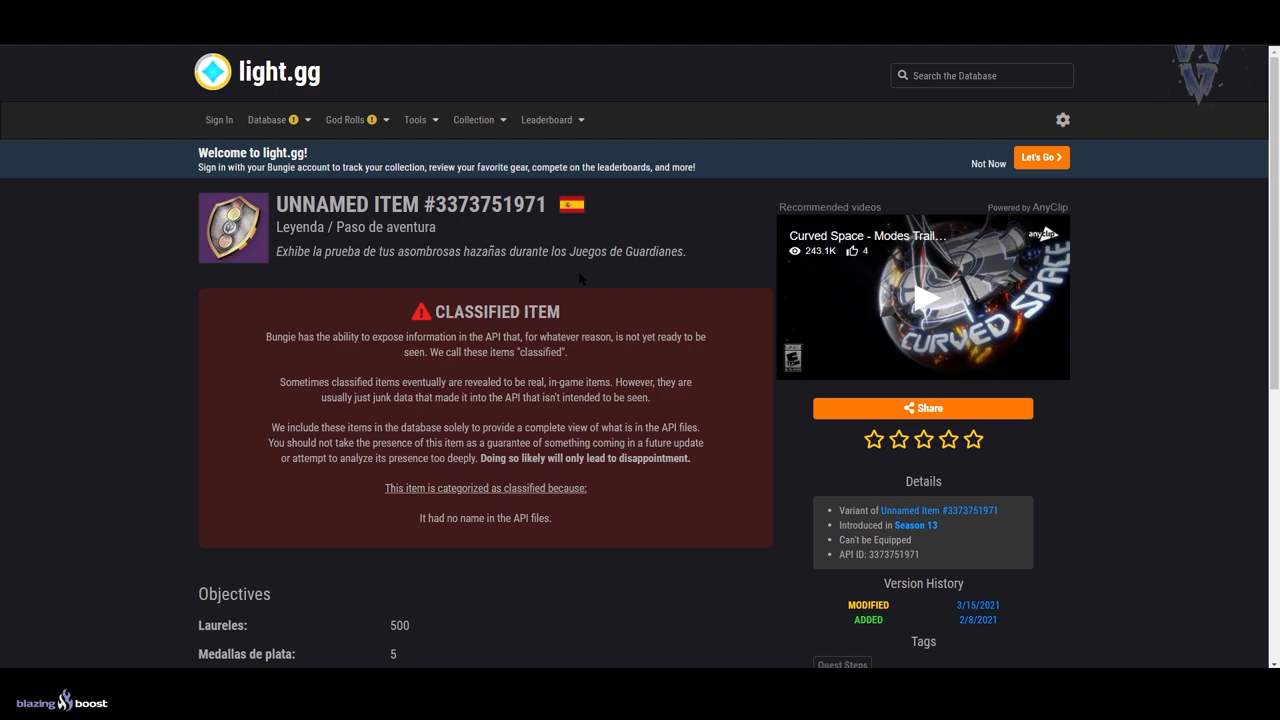 light.gg
Search the Database
Sign In
Database
God Rolls
Tools
Collection
Leaderboard
Welcome to light.gg!
Sign in with your Bungie account to track your collection, review your favorite gear, compete on the leaderboards, and more!
Not Now
Let's Go
UNNAMED ITEM #3373751971
Leyenda / Paso de aventura
Exhibe la prueba de tus asombrosas hazañas durante los Juegos de Guardianes.
CLASSIFIED ITEM
Bungie has the ability to expose information in the API that, for whatever reason, is not yet ready to be
seen. We call these items "classified".
Sometimes classified items eventually are revealed to be real, in-game items. However, they are
usually just junk data that made it into the API that isn't intended to be seen.
We include these items in the database solely to provide a complete view of what is in the API files.
You should not take the presence of this item as a guarantee of something coming in a future update
or attempt to analyze its presence too deeply. Doing so likely will only lead to disappointment.
This item is categorized as classified because:
It had no name in the API files.
Objectives
Laureles: 500
Medallas de plata: 5
Recommended videos
Powered by AnyClip
Curved Space - Modes Trail...
anyclip
243.1K
4
CURVED SPACE
Share
Details
Variant of Unnamed Item #3373751971
Introduced in Season 13
Can't be Equipped
API ID: 3373751971
Version History
MODIFIED 3/15/2021
ADDED 2/8/2021
Tags
Quest Steps
blazing boost